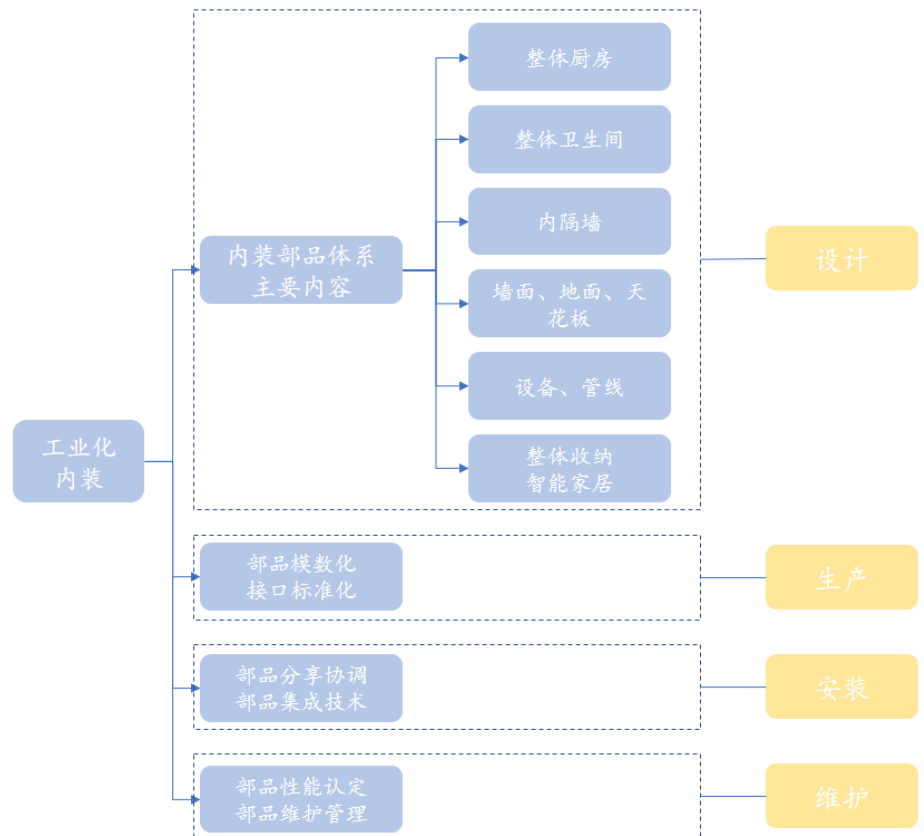 整体厨房
整体卫生间
内隔墙
内装部品体系
主要内容
设计
墙面、地面、天
花板
设备、管线
工业化
内装
整体收纳
智能家居
部品模数化
接口标准化
生产
部品分享协调
部品集成技术
安装
部品性能认定
部品维护管理
维护